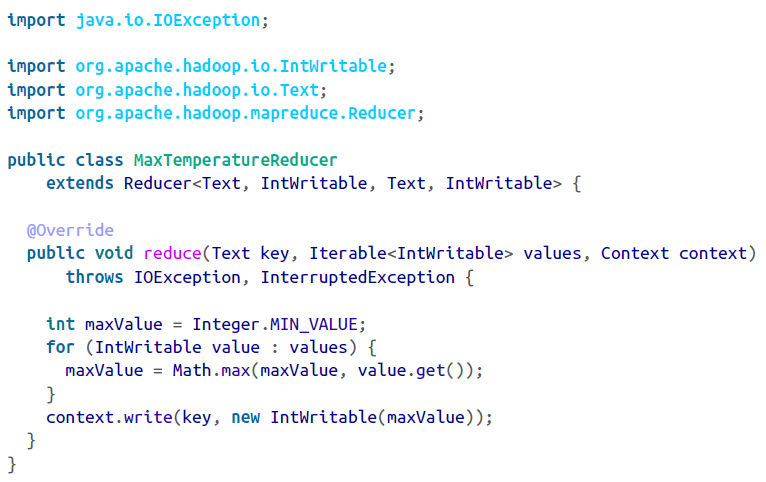 import java.io.IOException;

import org.apache.hadoop.io.IntWritable;
import org.apache.hadoop.io.Text;
import org.apache.hadoop.mapreduce.Reducer;

public class MaxTemperatureReducer
    extends Reducer<Text, IntWritable, Text, IntWritable> {

  @Override
  public void reduce(Text key, Iterable<IntWritable> values, Context context)
      throws IOException, InterruptedException {

    int maxValue = Integer.MIN_VALUE;
    for (IntWritable value : values) {
      maxValue = Math.max(maxValue, value.get());
    }
    context.write(key, new IntWritable(maxValue));
  }
}